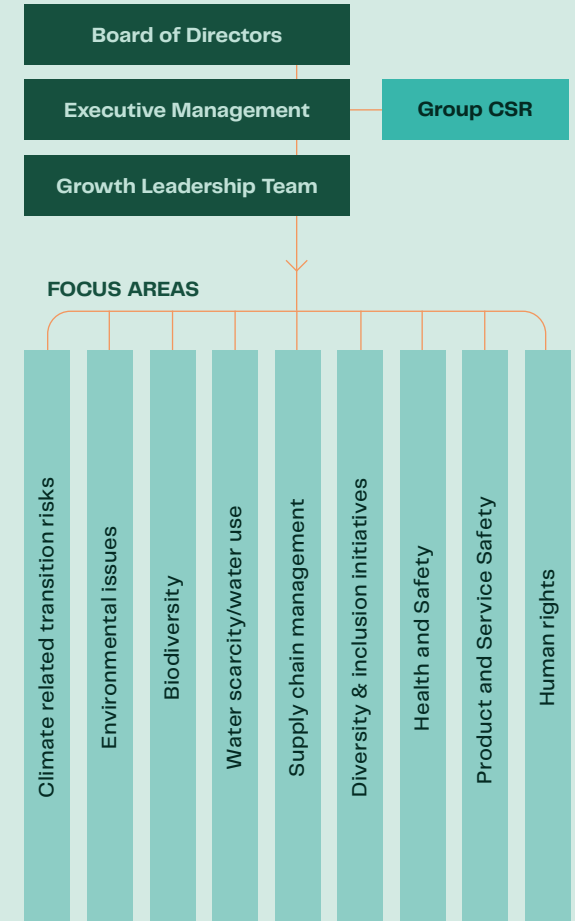 Board of Directors
Executive Management
Group CSR
Growth Leadership Team
FOCUS AREAS
Climate related transition risks
Environmental issues
Biodiversity
Water scarcity/water use
Supply chain management
Diversity & inclusion initiatives
Health and Safety
Product and Service Safety
Human rights